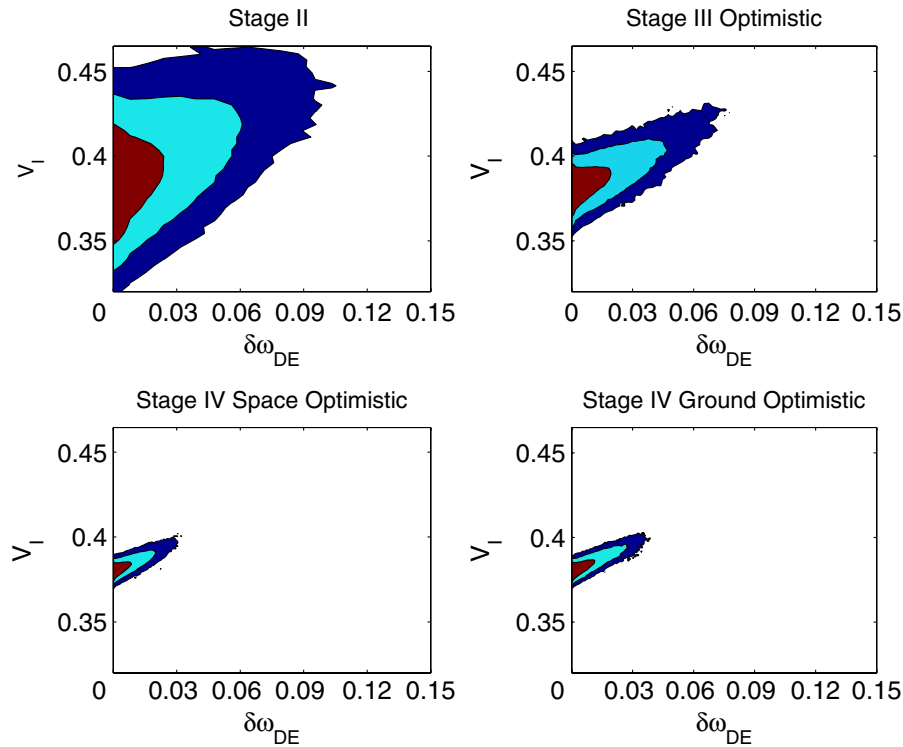 Stage II
0.45
0.4
0.35
V_I
0 0.03 0.06 0.09 0.12 0.15
δω_DE
Stage III Optimistic
0.45
0.4
0.35
V_I
0 0.03 0.06 0.09 0.12 0.15
δω_DE
Stage IV Space Optimistic
0.45
0.4
0.35
V_I
0 0.03 0.06 0.09 0.12 0.15
δω_DE
Stage IV Ground Optimistic
0.45
0.4
0.35
V_I
0 0.03 0.06 0.09 0.12 0.15
δω_DE